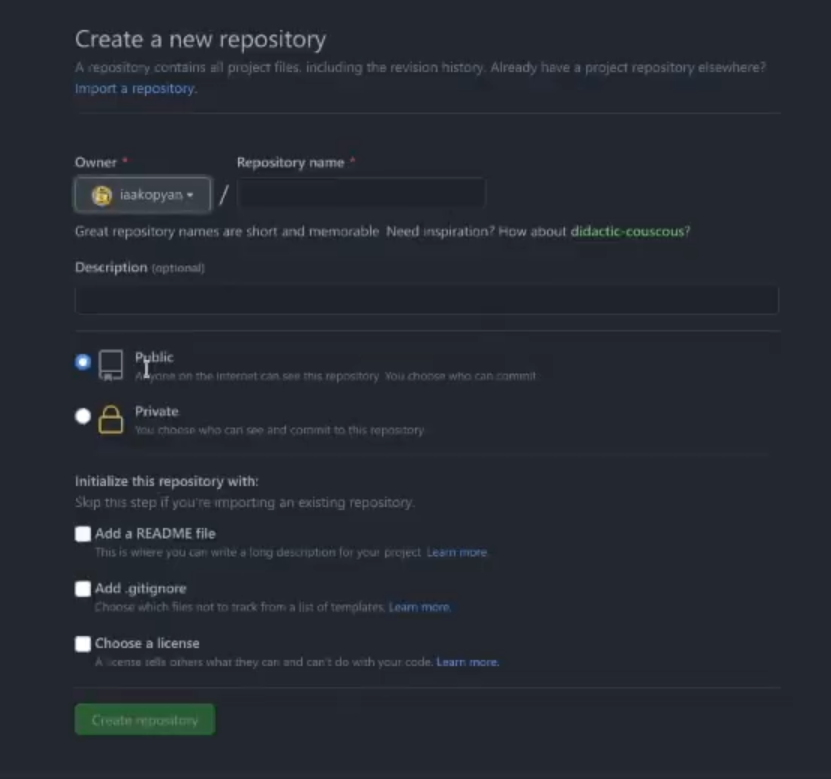 Create a new repository
A repository contains all project files, including the revision history. Already have a project repository elsewhere?
Import a repository.
Owner * Repository name *
iaakopyan /
Great repository names are short and memorable. Need inspiration? How about didactic-couscous?
Description (optional)
Public
Anyone on the internet can see this repository. You choose who can commit.
Private
You choose who can see and commit to this repository.
Initialize this repository with:
Skip this step if you're importing an existing repository.
Add a README file
This is where you can write a long description for your project. Learn more.
Add .gitignore
Choose which files not to track from a list of templates. Learn more.
Choose a license
A license tells others what they can and can't do with your code. Learn more.
Create repository